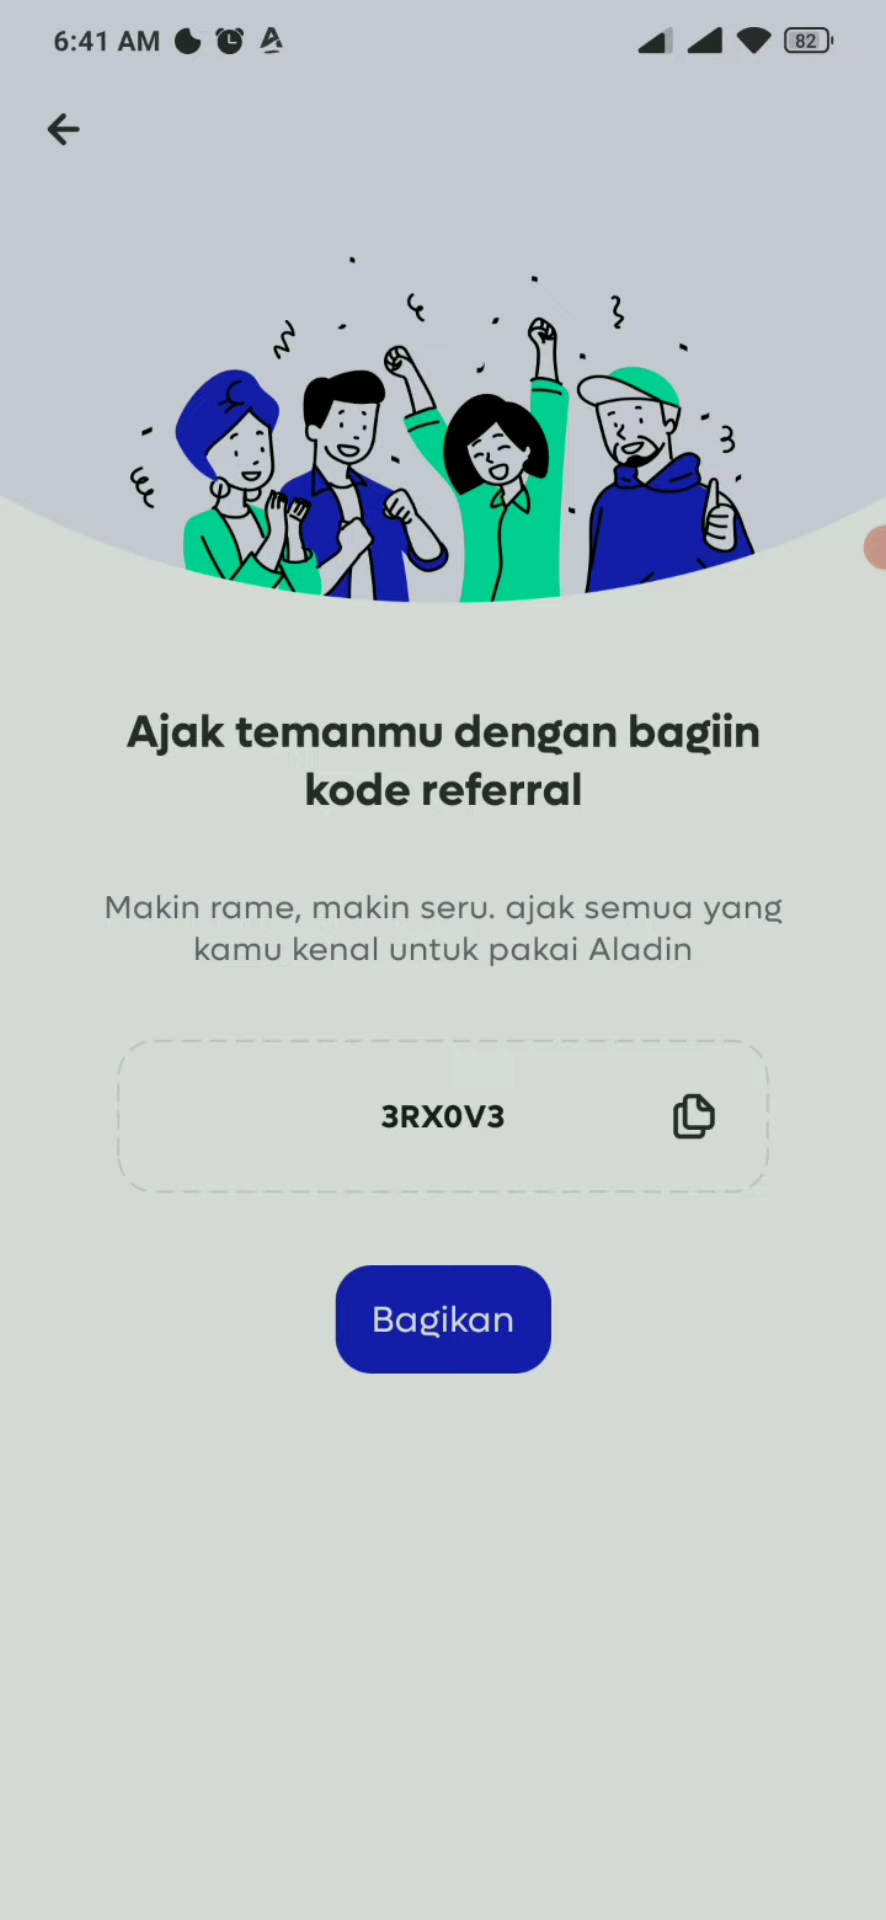 6:41 AM
82
Ajak temanmu dengan bagiin
kode referral
Makin rame, makin seru. ajak semua yang
kamu kenal untuk pakai Aladin
3RX0V3
Bagikan